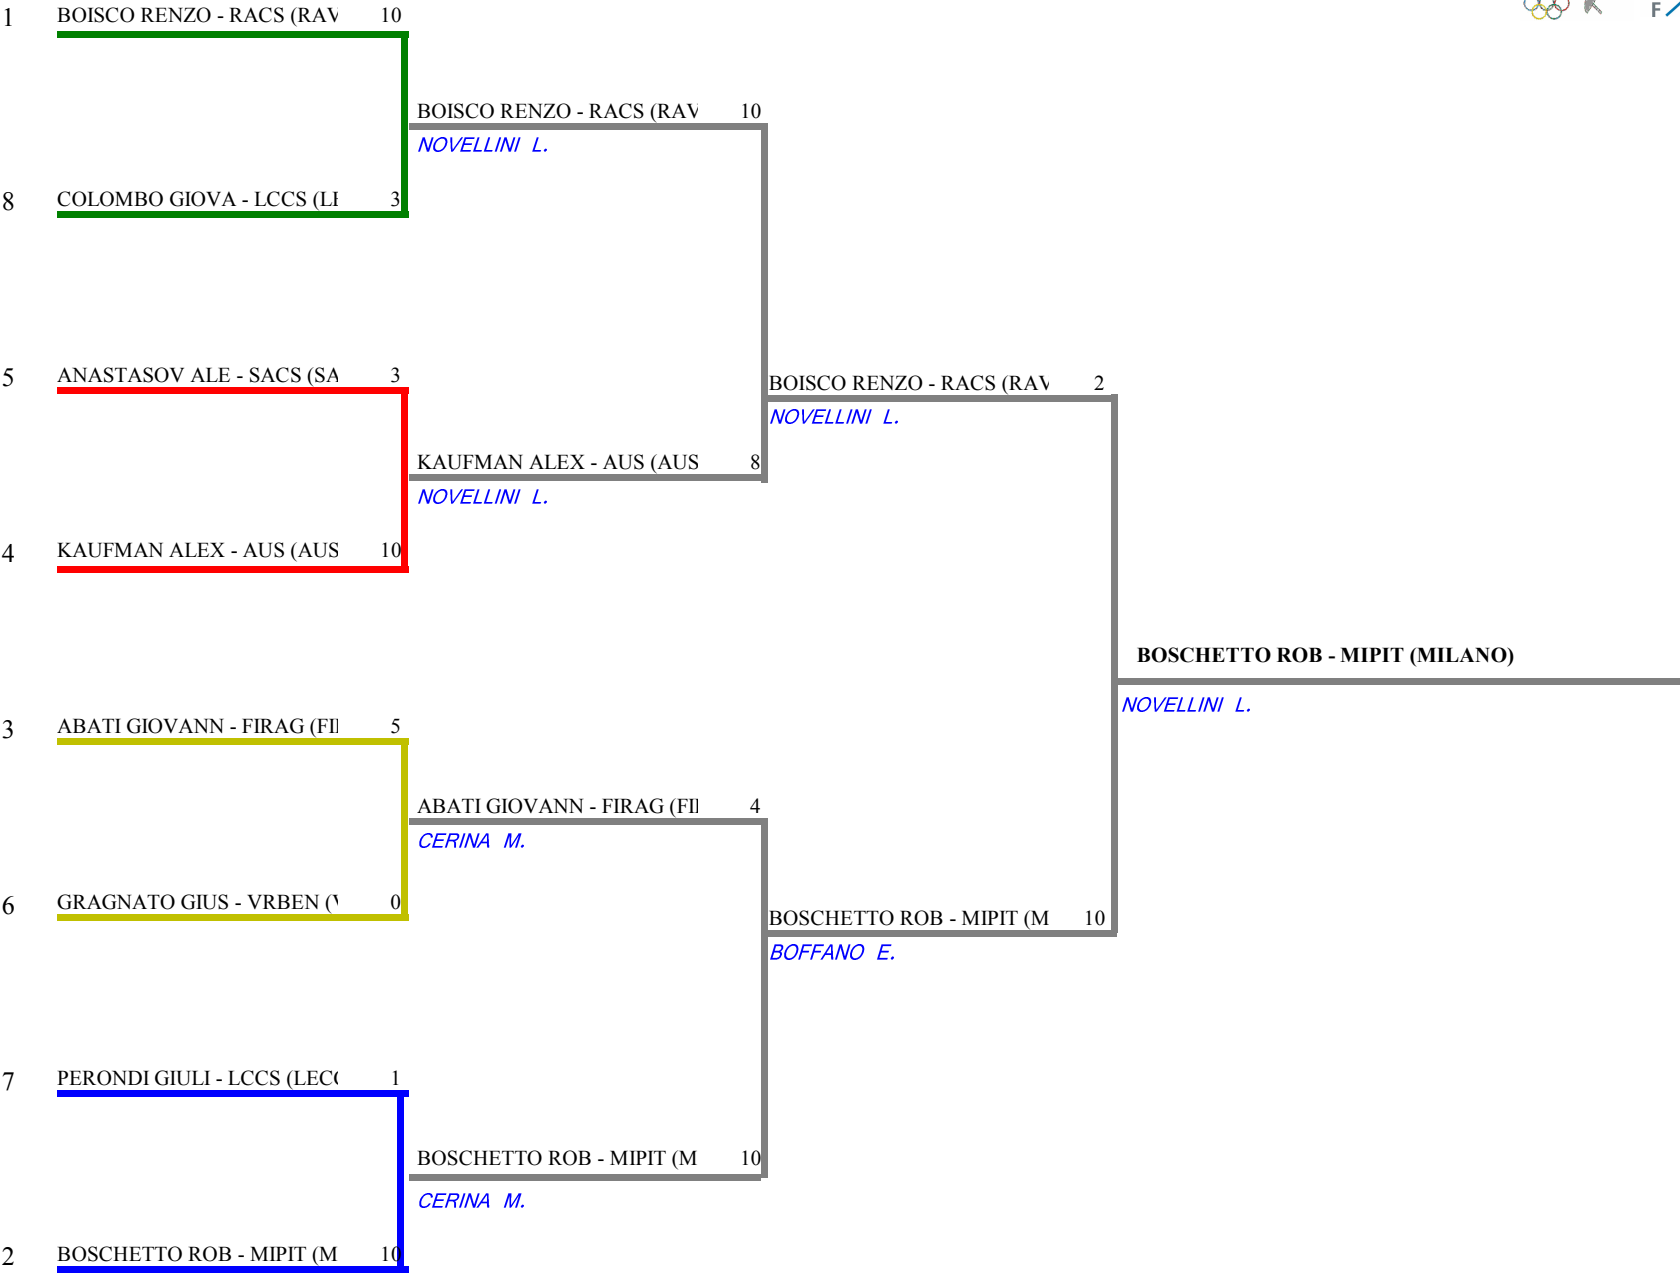 F
1 BOISCO RENZO - RACS (RAV 10
BOISCO RENZO - RACS (RAV 10
NOVELLINI L.
8 COLOMBO GIOVA - LCCS (LE 3
5 ANASTASOV ALE - SACS (SA 3
BOISCO RENZO - RACS (RAV 2
NOVELLINI L.
KAUFMAN ALEX - AUS (AUS 8
NOVELLINI L.
4 KAUFMAN ALEX - AUS (AUS 10
BOSCHETTO ROB - MIPIT (MILANO)
NOVELLINI L.
3 ABATI GIOVANN - FIRAG (FI 5
ABATI GIOVANN - FIRAG (FI 4
CERINA M.
6 GRAGNATO GIUS - VRBEN (V 0
BOSCHETTO ROB - MIPIT (M 10
BOFFANO E.
7 PERONDI GIULI - LCCS (LECC 1
BOSCHETTO ROB - MIPIT (M 10
CERINA M.
2 BOSCHETTO ROB - MIPIT (M 10